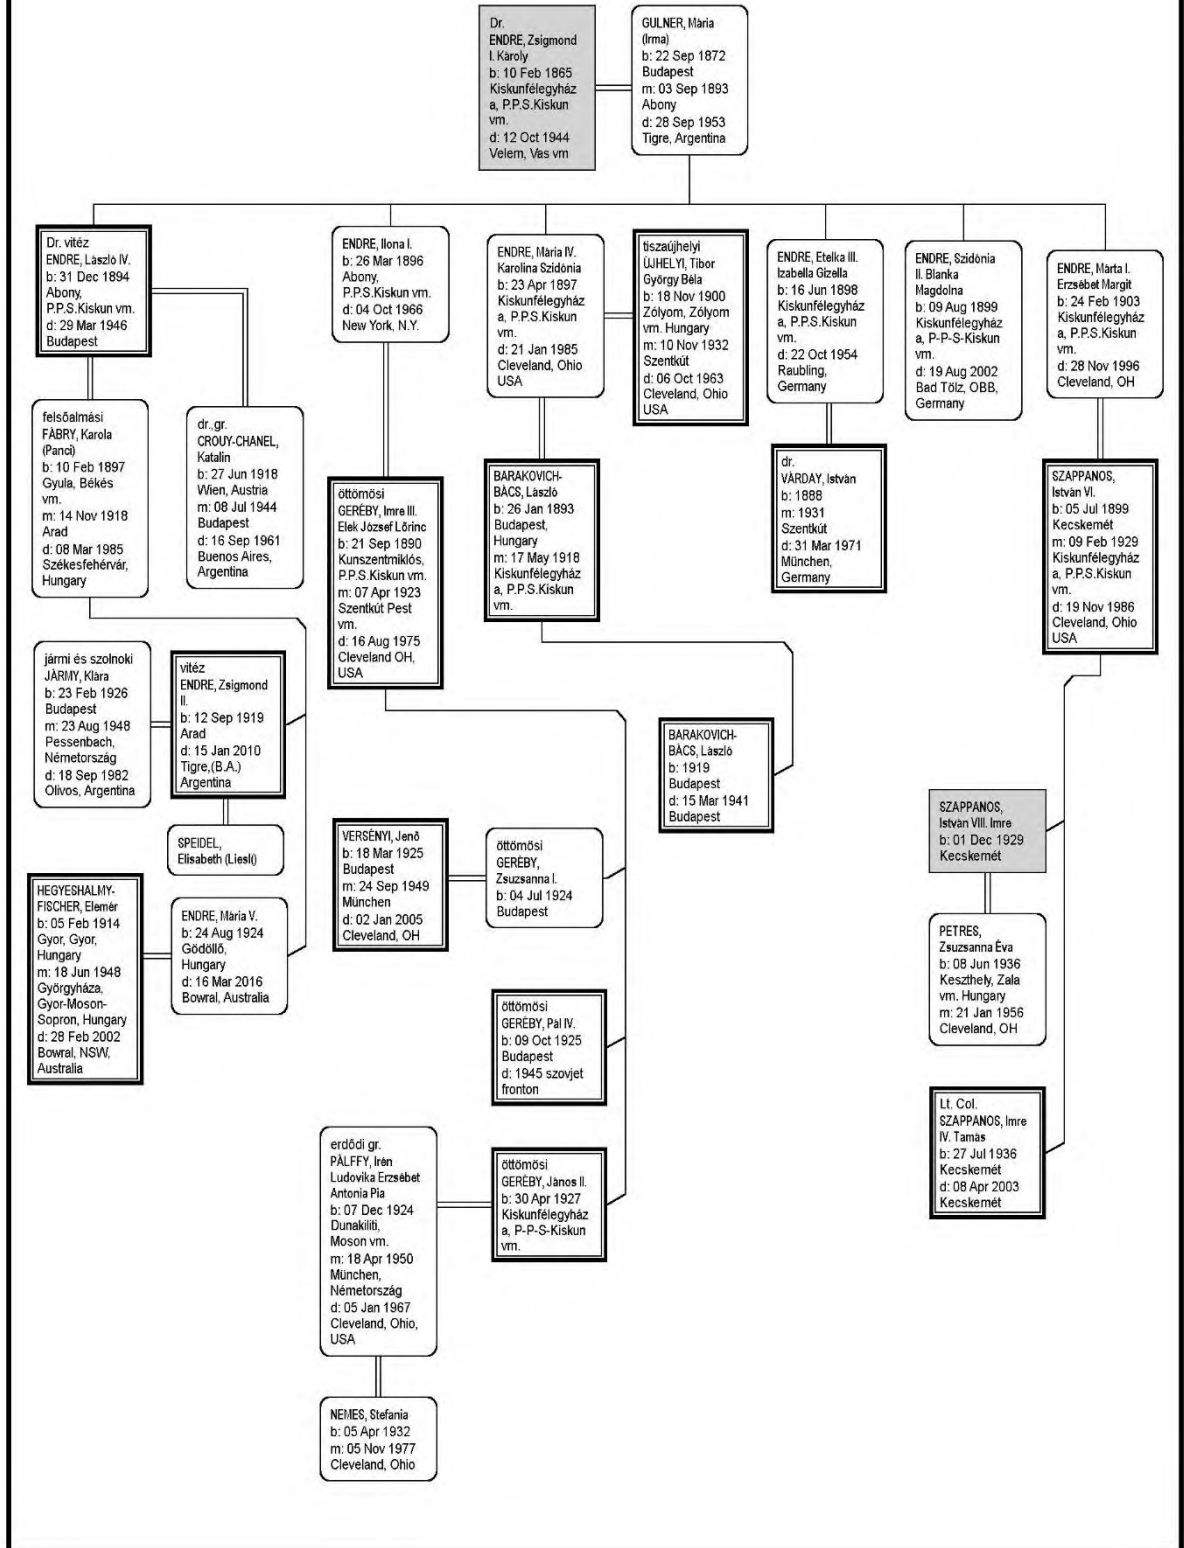 Dr.
ENDRE, Zsigmond
I. Károly
b: 10 Feb 1865
Kiskunfélegyház
a, P.P.S.Kiskun
vm.
d: 12 Oct 1944
Velem, Vas vm
GULNER, Mária
(Irma)
b: 22 Sep 1872
Budapest
m: 03 Sep 1893
Abony
d: 28 Sep 1953
Tigre, Argentina
Dr. vitéz
ENDRE, László IV.
b: 31 Dec 1894
Abony,
P.P.S.Kiskun vm.
d: 29 Mar 1946
Budapest
ENDRE, Ilona I.
b: 26 Mar 1896
Abony,
P.P.S.Kiskun vm.
d: 04 Oct 1966
New York, N.Y.
ENDRE, Mária IV.
Karolina Szidónia
b: 23 Apr 1897
Kiskunfélegyház
a, P.P.S.Kiskun
vm.
d: 21 Jan 1985
Cleveland, Ohio
USA
tiszaújhelyi
ÚJHELYI, Tibor
György Béla
b: 18 Nov 1900
Zólyom, Zólyom
vm. Hungary
m: 10 Nov 1932
Szentkút
d: 06 Oct 1963
Cleveland, Ohio
USA
ENDRE, Etelka III.
Izabella Gizella
b: 16 Jun 1898
Kiskunfélegyház
a, P.P.S.Kiskun
vm.
d: 22 Oct 1954
Raubling,
Germany
ENDRE, Szidónia
II. Blanka
Magdolna
b: 09 Aug 1899
Kiskunfélegyház
a, P-P-S-Kiskun
vm.
d: 19 Aug 2002
Bad Tölz, OBB,
Germany
ENDRE, Márta I.
Erzsébet Margit
b: 24 Feb 1903
Kiskunfélegyház
a, P.P.S.Kiskun
vm.
d: 28 Nov 1996
Cleveland, OH
felsőalmási
FÁBRY, Karola
(Panci)
b: 10 Feb 1897
Gyula, Békés
vm.
m: 14 Nov 1918
Arad
d: 08 Mar 1985
Székesfehérvár,
Hungary
dr.,gr.
CROUY-CHANEL,
Katalin
b: 27 Jun 1918
Wien, Austria
m: 08 Jul 1944
Budapest
d: 16 Sep 1961
Buenos Aires,
Argentina
öttömösi
GERÉBY, Imre III.
Elek József Lőrinc
b: 21 Sep 1890
Kunszentmiklós,
P.P.S.Kiskun vm.
m: 07 Apr 1923
Szentkút Pest
vm.
d: 16 Aug 1975
Cleveland OH,
USA
BARAKOVICH-
BÁCS, László
b: 26 Jan 1893
Budapest,
Hungary
m: 17 May 1918
Kiskunfélegyház
a, P.P.S.Kiskun
vm.
dr.
VÁRDAY, István
b: 1888
m: 1931
Szentkút
d: 31 Mar 1971
München,
Germany
SZAPPANOS,
István VI.
b: 05 Jul 1899
Kecskemét
m: 09 Feb 1929
Kiskunfélegyház
a, P.P.S.Kiskun
vm.
d: 19 Nov 1986
Cleveland, Ohio
USA
jármi és szolnoki
JÁRMY, Klára
b: 23 Feb 1926
Budapest
m: 23 Aug 1948
Pessenbach,
Németország
d: 18 Sep 1982
Olivos, Argentina
vitéz
ENDRE, Zsigmond
II.
b: 12 Sep 1919
Arad
d: 15 Jan 2010
Tigre,(B.A.)
Argentina
SPEIDEL,
Elisabeth (Liesl()
BARAKOVICH-
BÁCS, László
b: 1919
Budapest
d: 15 Mar 1941
Budapest
SZAPPANOS,
István VIII. Imre
b: 01 Dec 1929
Kecskemét
VERSÉNYI, Jenő
b: 18 Mar 1925
Budapest
m: 24 Sep 1949
München
d: 02 Jan 2005
Cleveland, OH
öttömösi
GERÉBY,
Zsuzsanna I.
b: 04 Jul 1924
Budapest
HEGYESHALMY-
FISCHER, Elemér
b: 05 Feb 1914
Gyor, Gyor,
Hungary
m: 18 Jun 1948
Györgyháza,
Gyor-Moson-
Sopron, Hungary
d: 28 Feb 2002
Bowral, NSW,
Australia
ENDRE, Mária V.
b: 24 Aug 1924
Gödöllő,
Hungary
d: 16 Mar 2016
Bowral, Australia
PETRES,
Zsuzsanna Éva
b: 08 Jun 1936
Keszthely, Zala
vm. Hungary
m: 21 Jan 1956
Cleveland, OH
öttömösi
GERÉBY, Pál IV.
b: 09 Oct 1925
Budapest
d: 1945 szovjet
fronton
Lt. Col.
SZAPPANOS, Imre
IV. Tamás
b: 27 Jul 1936
Kecskemét
d: 08 Apr 2003
Kecskemét
erdődi gr.
PÁLFFY, Irén
Ludovika Erzsébet
Antonia Pia
b: 07 Dec 1924
Dunakiliti,
Moson vm.
m: 18 Apr 1950
München,
Németország
d: 05 Jan 1967
Cleveland, Ohio,
USA
öttömösi
GERÉBY, János II.
b: 30 Apr 1927
Kiskunfélegyház
a, P-P-S-Kiskun
vm.
NEMES, Stefania
b: 05 Apr 1932
m: 05 Nov 1977
Cleveland, Ohio